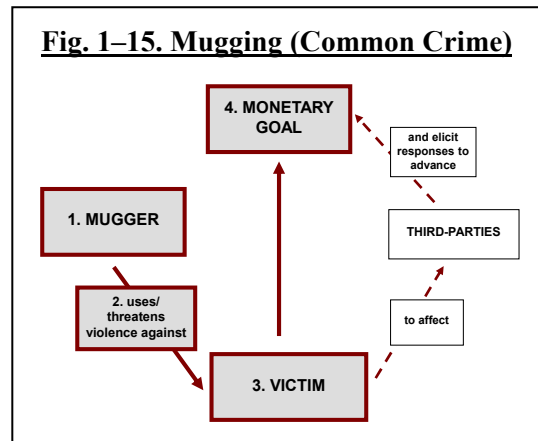 Fig. 1–15. Mugging (Common Crime)
4. MONETARY
GOAL
and elicit
responses to
advance
1. MUGGER
THIRD-PARTIES
2. uses/
threatens
violence against
to affect
3. VICTIM